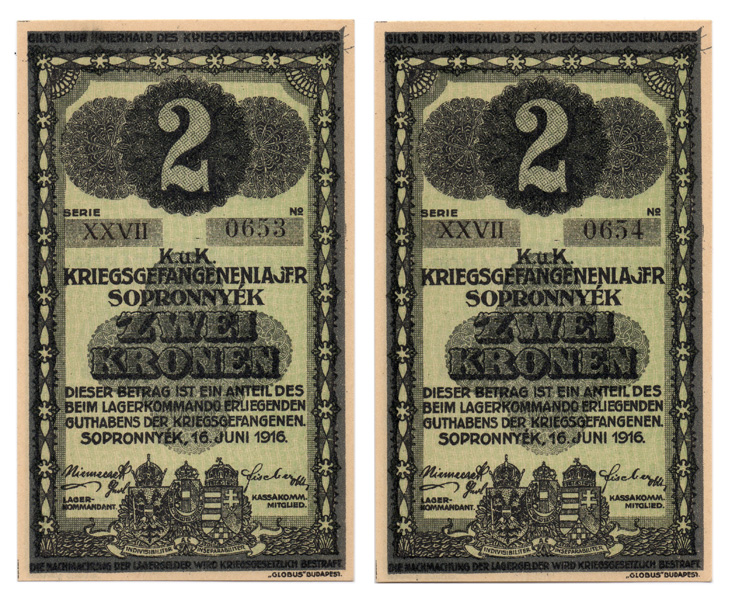 GILTIG NUR INNERHALB DES KRIEGSGEFANGENENLAGERS
2
SERIE No
XXVII 0653
K.u.K.
KRIEGSGEFANGENENLAJER
SOPRONNYÉK
ZWEI
KRONEN
DIESER BETRAG IST EIN ANTEIL DES
BEIM LAGERKOMMANDO ERLIEGENDEN
GUTHABENS DER KRIEGSGEFANGENEN.
SOPRONNYÉK, 16. JUNI 1916.
LAGER-
KOMMANDANT.
KASSAKOMM.
MITGLIED.
INDIVISIBILITER AC INSEPARABILITER
DIE NACHMACHUNG DER LAGERGELDER WIRD KRIEGSGESETZLICH BESTRAFT.
„GLOBUS" BUDAPEST.
GILTIG NUR INNERHALB DES KRIEGSGEFANGENENLAGERS
2
SERIE No
XXVII 0654
K.u.K.
KRIEGSGEFANGENENLAJER
SOPRONNYÉK
ZWEI
KRONEN
DIESER BETRAG IST EIN ANTEIL DES
BEIM LAGERKOMMANDO ERLIEGENDEN
GUTHABENS DER KRIEGSGEFANGENEN.
SOPRONNYÉK, 16. JUNI 1916.
LAGER-
KOMMANDANT.
KASSAKOMM.
MITGLIED.
INDIVISIBILITER AC INSEPARABILITER
DIE NACHMACHUNG DER LAGERGELDER WIRD KRIEGSGESETZLICH BESTRAFT.
„GLOBUS" BUDAPEST.